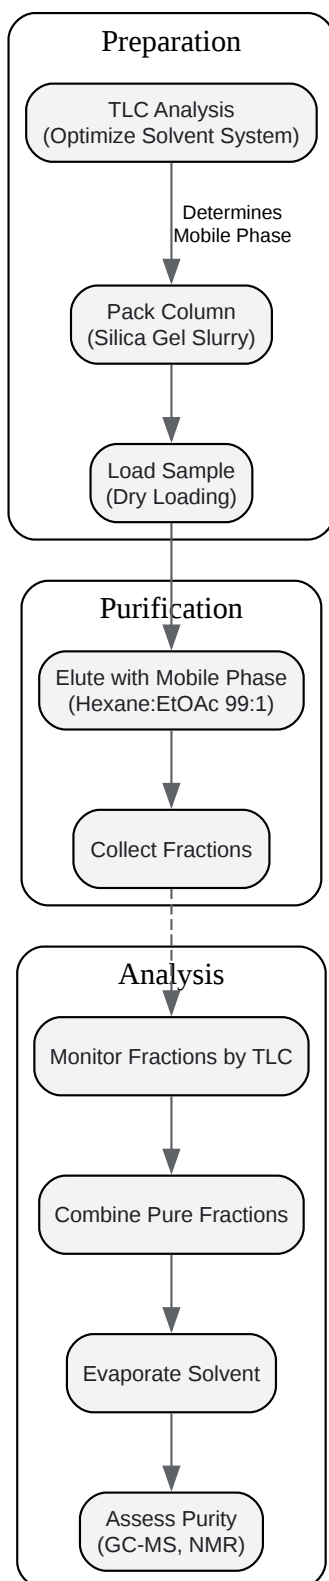 Preparation
TLC Analysis
(Optimize Solvent System)
Determines
Mobile Phase
Pack Column
(Silica Gel Slurry)
Load Sample
(Dry Loading)
Purification
Elute with Mobile Phase
(Hexane:EtOAc 99:1)
Collect Fractions
Analysis
Monitor Fractions by TLC
Combine Pure Fractions
Evaporate Solvent
Assess Purity
(GC-MS, NMR)